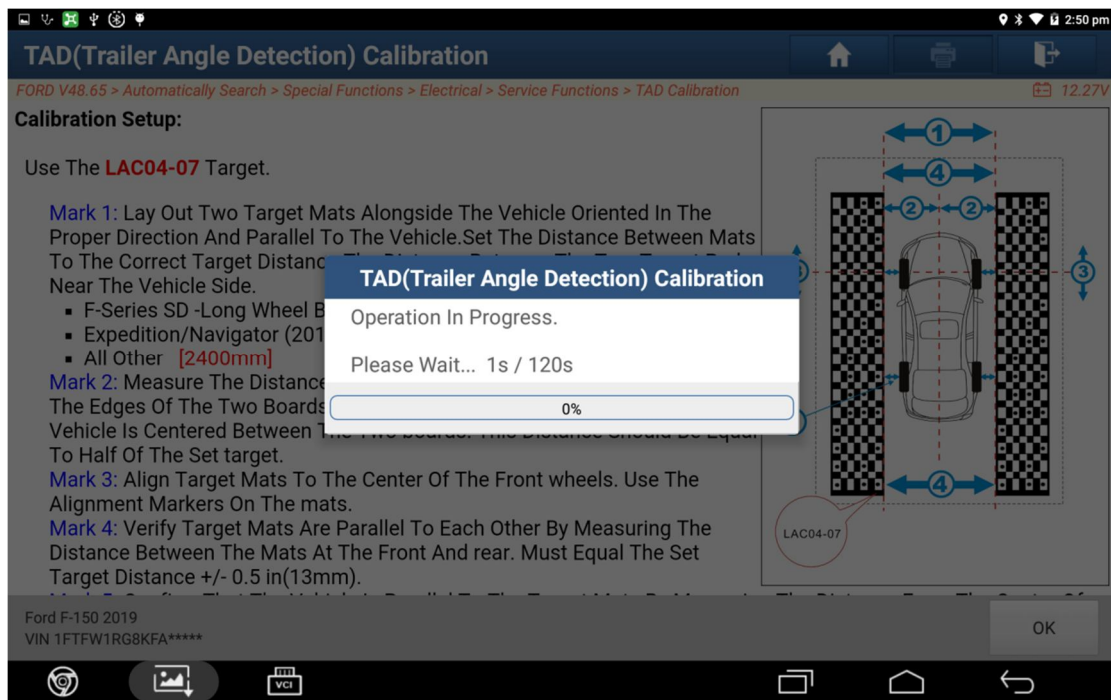 2:50 pm
TAD(Trailer Angle Detection) Calibration
FORD V48.65 > Automatically Search > Special Functions > Electrical > Service Functions > TAD Calibration
12.27V
Calibration Setup:
Use The LAC04-07 Target.
Mark 1: Lay Out Two Target Mats Alongside The Vehicle Oriented In The
Proper Direction And Parallel To The Vehicle.Set The Distance Between Mats
To The Correct Target
Near The Vehicle Side.
F-Series SD -Long Wheel
Expedition/Navigator
All Other [2400mm]
Mark 2: Measure The Distance
The Edges Of The Two Boards
Vehicle Is Centered Between The Two boards. This Distance Should Be Equal
To Half Of The Set target.
Mark 3: Align Target Mats To The Center Of The Front wheels. Use The
Alignment Markers On The mats.
Mark 4: Verify Target Mats Are Parallel To Each Other By Measuring The
Distance Between The Mats At The Front And rear. Must Equal The Set
Target Distance +/- 0.5 in(13mm).
TAD(Trailer Angle Detection) Calibration
Operation In Progress.
Please Wait... 1s / 120s
0%
1
4
2 2
3 3
4
LAC04-07
Ford F-150 2019
VIN 1FTFW1RG8KFA*****
OK
VCI